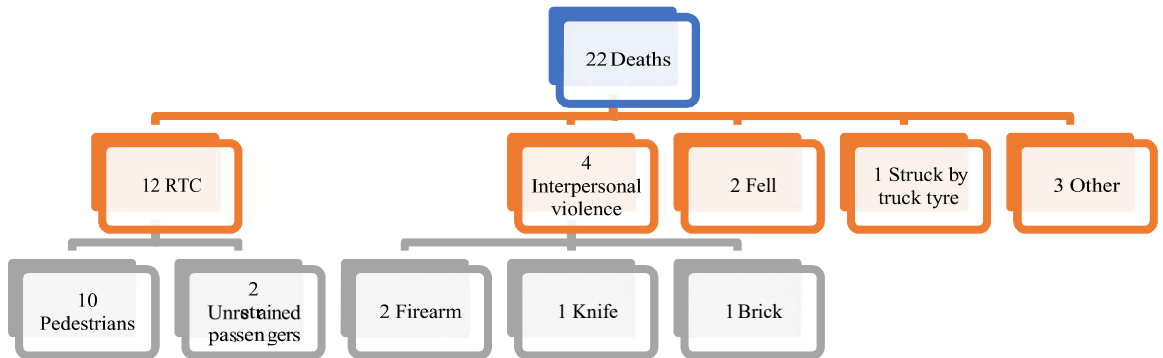 22 Deaths
12 RTC
4
Interpersonal
violence
2 Fell
1 Struck by
truck tyre
3 Other
10
Pedestrians
2
Unrestrained
passengers
2 Firearm
1 Knife
1 Brick